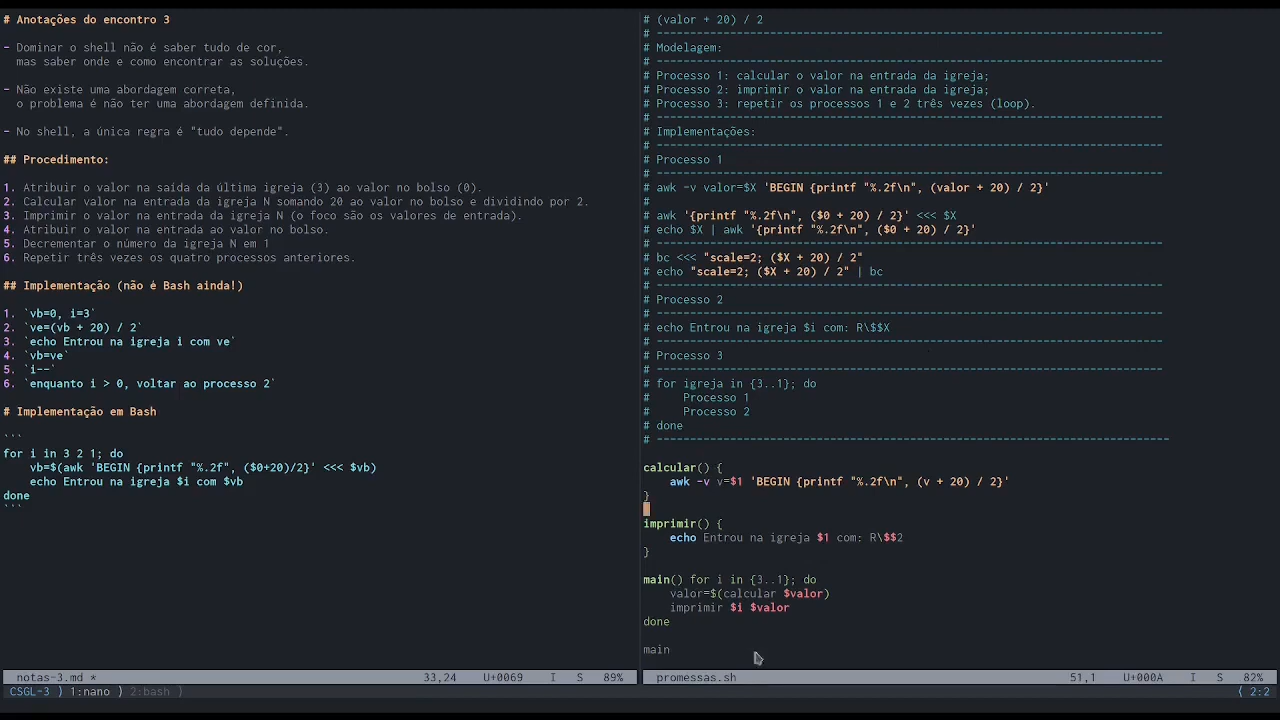 # Anotações do encontro 3
- Dominar o shell não é saber tudo de cor,
mas saber onde e como encontrar as soluções.
- Não existe uma abordagem correta,
o problema é não ter uma abordagem definida.
- No shell, a única regra é "tudo depende".
## Procedimento:
1. Atribuir o valor na saída da última igreja (3) ao valor no bolso (0).
2. Calcular valor na entrada da igreja N somando 20 ao valor no bolso e dividindo por 2.
3. Imprimir o valor na entrada da igreja N (o foco são os valores de entrada).
4. Atribuir o valor na entrada ao valor no bolso.
5. Decrementar o número da igreja N em 1
6. Repetir três vezes os quatro processos anteriores.
## Implementação (não é Bash ainda!)
1. `vb=0, i=3`
2. `ve=(vb + 20) / 2`
3. `echo Entrou na igreja i com ve`
4. `vb=ve`
5. `i--`
6. `enquanto i > 0, voltar ao processo 2`
# Implementação em Bash
```
for i in 3 2 1; do
    vb=$(awk 'BEGIN {printf "%.2f", ($0+20)/2}' <<< $vb)
    echo Entrou na igreja $i com $vb
done
```
notas-3.md * 33,24 U+0069 I S 89%
# (valor + 20) / 2
# ----------------------------------------------------------------------------
# Modelagem:
# ----------------------------------------------------------------------------
# Processo 1: calcular o valor na entrada da igreja;
# Processo 2: imprimir o valor na entrada da igreja;
# Processo 3: repetir os processos 1 e 2 três vezes (loop).
# ----------------------------------------------------------------------------
# Implementações:
# ----------------------------------------------------------------------------
# Processo 1
# ----------------------------------------------------------------------------
# awk -v valor=$X 'BEGIN {printf "%.2f\n", (valor + 20) / 2}'
#
# awk '{printf "%.2f\n", ($0 + 20) / 2}' <<< $X
# echo $X | awk '{printf "%.2f\n", ($0 + 20) / 2}'
# ----------------------------------------------------------------------------
# bc <<< "scale=2; ($X + 20) / 2"
# echo "scale=2; ($X + 20) / 2" | bc
# ----------------------------------------------------------------------------
# Processo 2
# ----------------------------------------------------------------------------
# echo Entrou na igreja $i com: R\$$X
# ----------------------------------------------------------------------------
# Processo 3
# ----------------------------------------------------------------------------
# for igreja in {3..1}; do
#     Processo 1
#     Processo 2
# done
# -----------------------------------------------------------------------------
calcular() {
    awk -v v=$1 'BEGIN {printf "%.2f\n", (v + 20) / 2}'
}
imprimir() {
    echo Entrou na igreja $1 com: R\$$2
}
main() for i in {3..1}; do
    valor=$(calcular $valor)
    imprimir $i $valor
done
main
promessas.sh 51,1 U+000A I S 82%
CSGL-3 ⟩ 1:nano ⟩ 2:bash ⟩ ⟨ 2:2